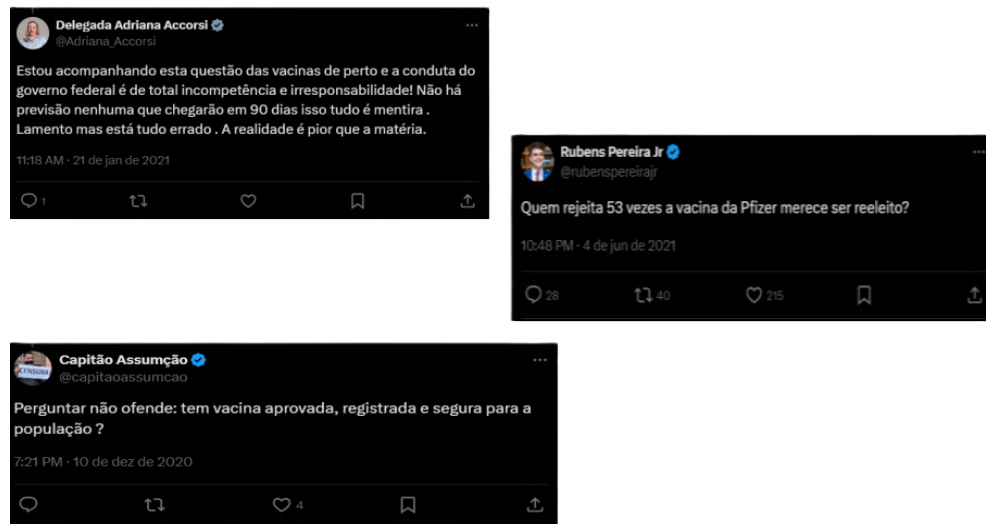 Delegada Adriana Accorsi
@Adriana_Accorsi
Estou acompanhando esta questão das vacinas de perto e a conduta do
governo federal é de total incompetência e irresponsabilidade! Não há
previsão nenhuma que chegarão em 90 dias isso tudo é mentira .
Lamento mas está tudo errado . A realidade é pior que a matéria.
11:18 AM · 21 de jan de 2021
1
Rubens Pereira Jr
@rubenspereirajr
Quem rejeita 53 vezes a vacina da Pfizer merece ser reeleito?
10:48 PM · 4 de jun de 2021
28 40 215
CENSURA
Capitão Assumção
@capitaoassumcao
Perguntar não ofende: tem vacina aprovada, registrada e segura para a
população ?
7:21 PM · 10 de dez de 2020
4